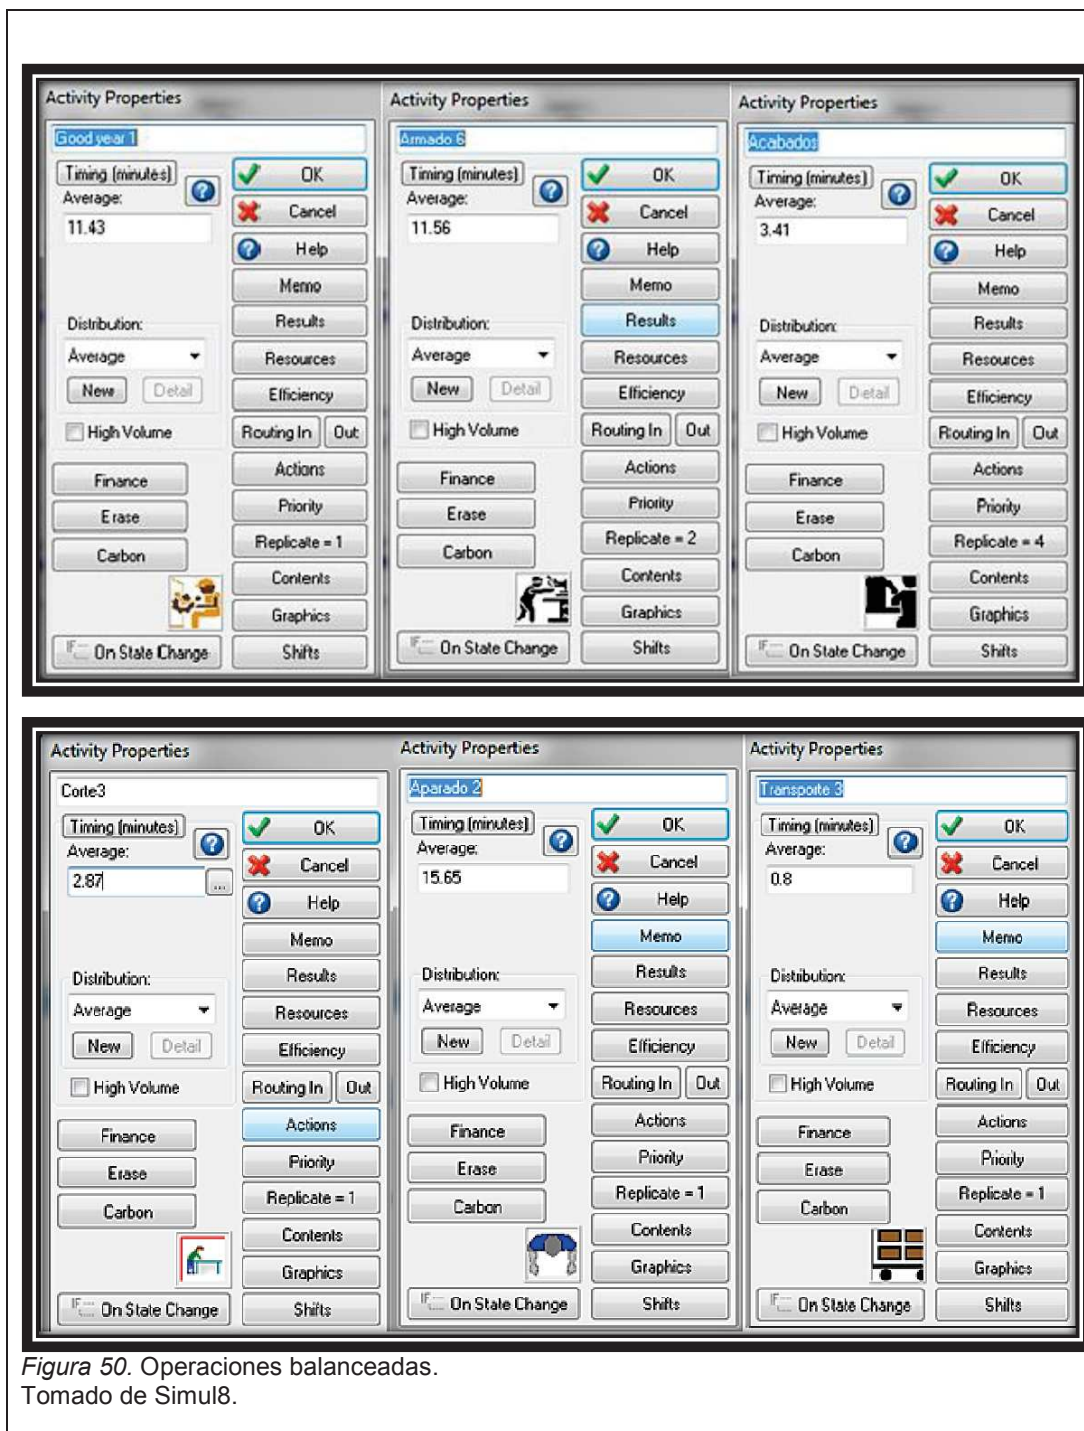 Activity Properties
Good year 1
Timing (minutes)
Average:
11.43
Distribution:
Average
New Detail
High Volume
Finance
Erase
Carbon
On State Change
OK
Cancel
Help
Memo
Results
Resources
Efficiency
Routing In Out
Actions
Priority
Replicate = 1
Contents
Graphics
Shifts
Activity Properties
Armado 6
Timing (minutes)
Average:
11.56
Distribution:
Average
New Detail
High Volume
Finance
Erase
Carbon
On State Change
OK
Cancel
Help
Memo
Results
Resources
Efficiency
Routing In Out
Actions
Priority
Replicate = 2
Contents
Graphics
Shifts
Activity Properties
Acabados
Timing (minutes)
Average:
3.41
Distribution:
Average
New Detail
High Volume
Finance
Erase
Carbon
On State Change
OK
Cancel
Help
Memo
Results
Resources
Efficiency
Routing In Out
Actions
Priority
Replicate = 4
Contents
Graphics
Shifts
Activity Properties
Corte3
Timing (minutes)
Average:
2.87
...
Distribution:
Average
New Detail
High Volume
Finance
Erase
Carbon
On State Change
OK
Cancel
Help
Memo
Results
Resources
Efficiency
Routing In Out
Actions
Priority
Replicate = 1
Contents
Graphics
Shifts
Activity Properties
Aparado 2
Timing (minutes)
Average:
15.65
Distribution:
Average
New Detail
High Volume
Finance
Erase
Carbon
On State Change
OK
Cancel
Help
Memo
Results
Resources
Efficiency
Routing In Out
Actions
Priority
Replicate = 1
Contents
Graphics
Shifts
Activity Properties
Transporte 3
Timing (minutes)
Average:
0.8
Distribution:
Average
New Detail
High Volume
Finance
Erase
Carbon
On State Change
OK
Cancel
Help
Memo
Results
Resources
Efficiency
Routing In Out
Actions
Priority
Replicate = 1
Contents
Graphics
Shifts
Figura 50. Operaciones balanceadas.
Tomado de Simul8.